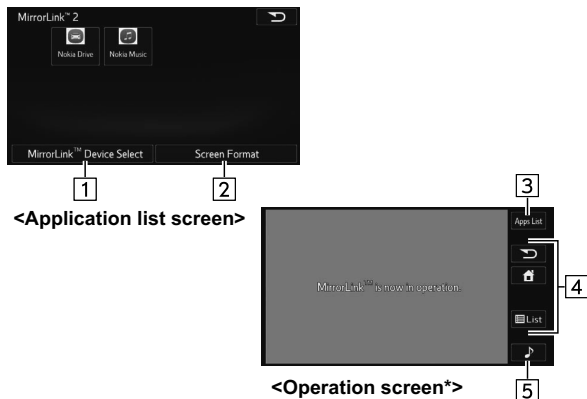 MirrorLink™ 2
Nokia Drive Nokia Music
MirrorLink™ Device Select Screen Format
1 2
<Application list screen>
3
Apps List
MirrorLink™ is now in operation.
4
List
5
<Operation screen*>